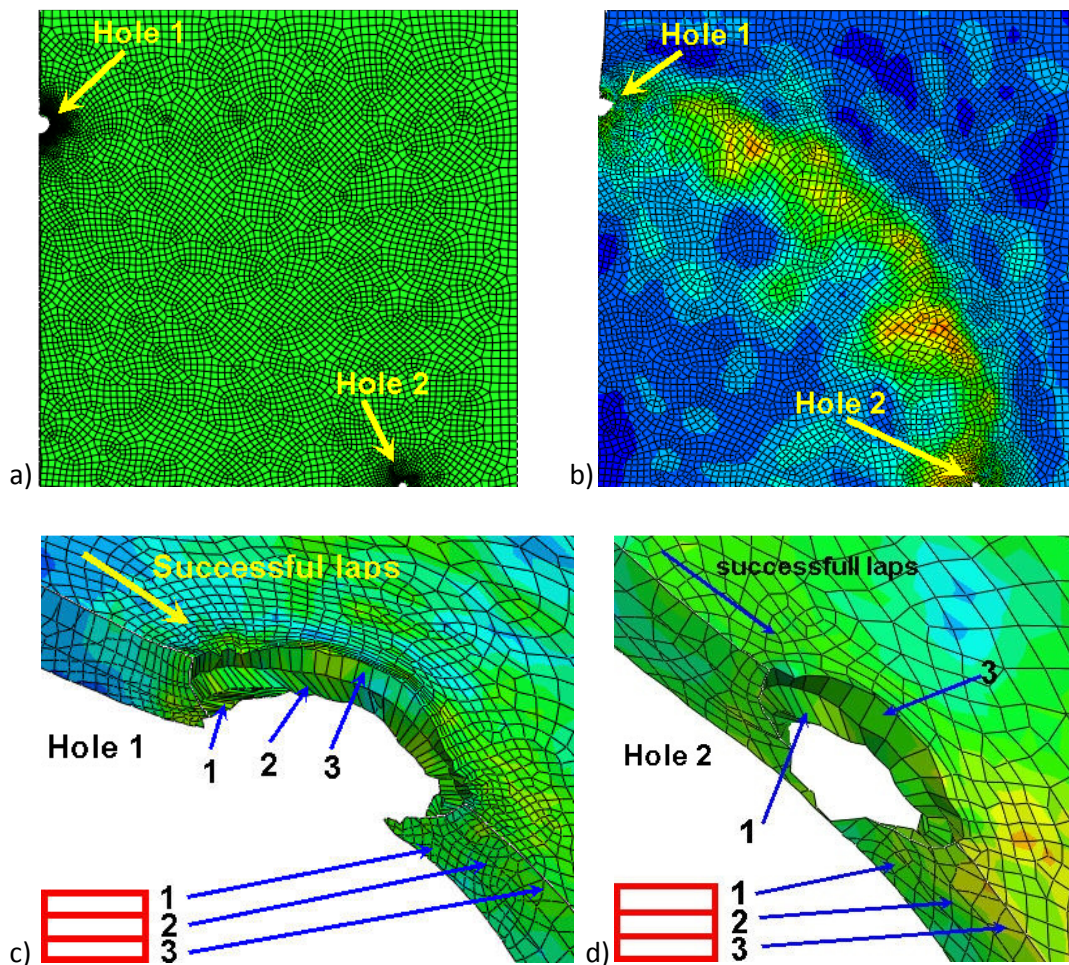 Hole 1
Hole 2
a)
Hole 1
Hole 2
b)
Successful laps
Hole 1
1
2
3
1
2
3
c)
successfull laps
3
Hole 2
1
1
2
3
d)